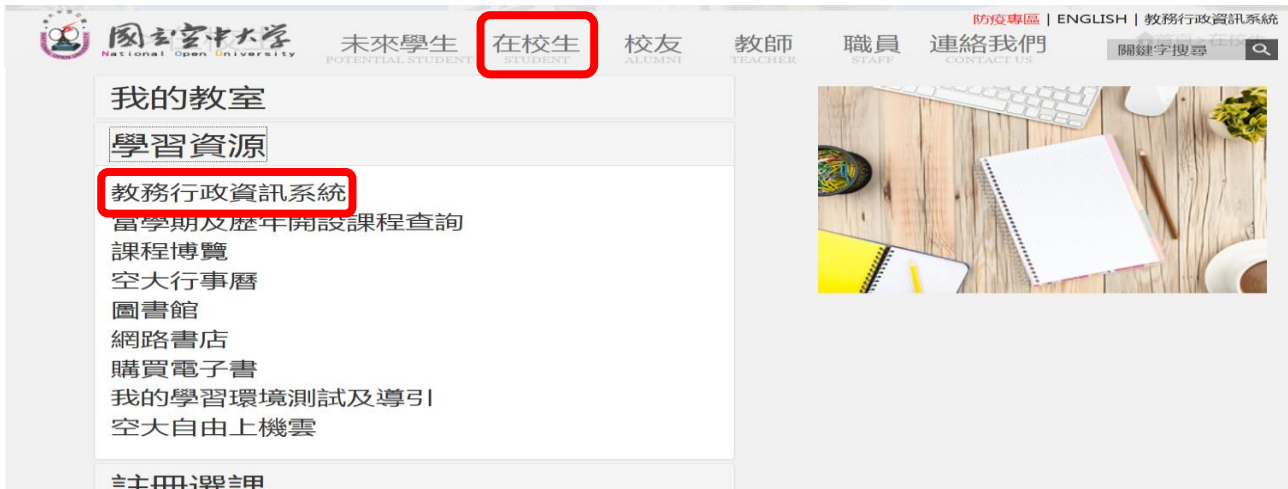 防疫專區 | ENGLISH | 教務行政資訊系統
國立空中大學
National Open University
未來學生 在校生 校友 教師 職員 連絡我們
POTENTIAL STUDENT STUDENT ALUMNI TEACHER STAFF CONTACT US
首頁 > 在校生
關鍵字搜尋
我的教室
學習資源
教務行政資訊系統
當學期及歷年開設課程查詢
課程博覽
空大行事曆
圖書館
網路書店
購買電子書
我的學習環境測試及導引
空大自由上機雲
註冊選課